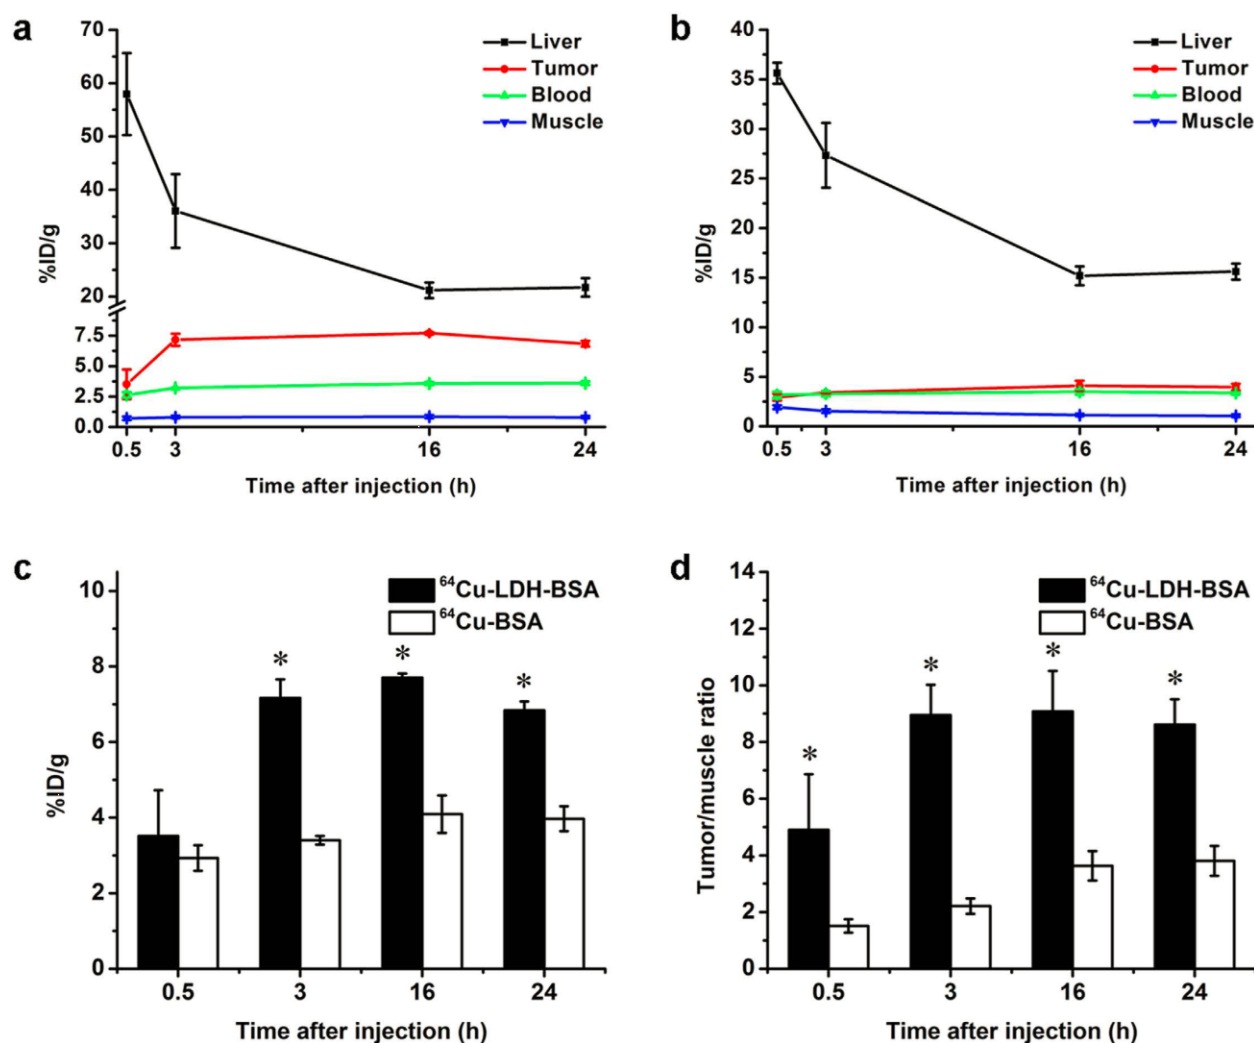 a
70
60
50
40
30
20
7.5
5.0
2.5
0.0
%ID/g
Liver
Tumor
Blood
Muscle
0.5
3
16
24
Time after injection (h)
b
40
35
30
25
20
15
10
5
0
%ID/g
Liver
Tumor
Blood
Muscle
0.5
3
16
24
Time after injection (h)
c
10
8
6
4
2
0
%ID/g
⁶⁴Cu-LDH-BSA
⁶⁴Cu-BSA
*
*
*
0.5
3
16
24
Time after injection (h)
d
14
12
10
8
6
4
2
0
Tumor/muscle ratio
⁶⁴Cu-LDH-BSA
⁶⁴Cu-BSA
*
*
*
*
0.5
3
16
24
Time after injection (h)